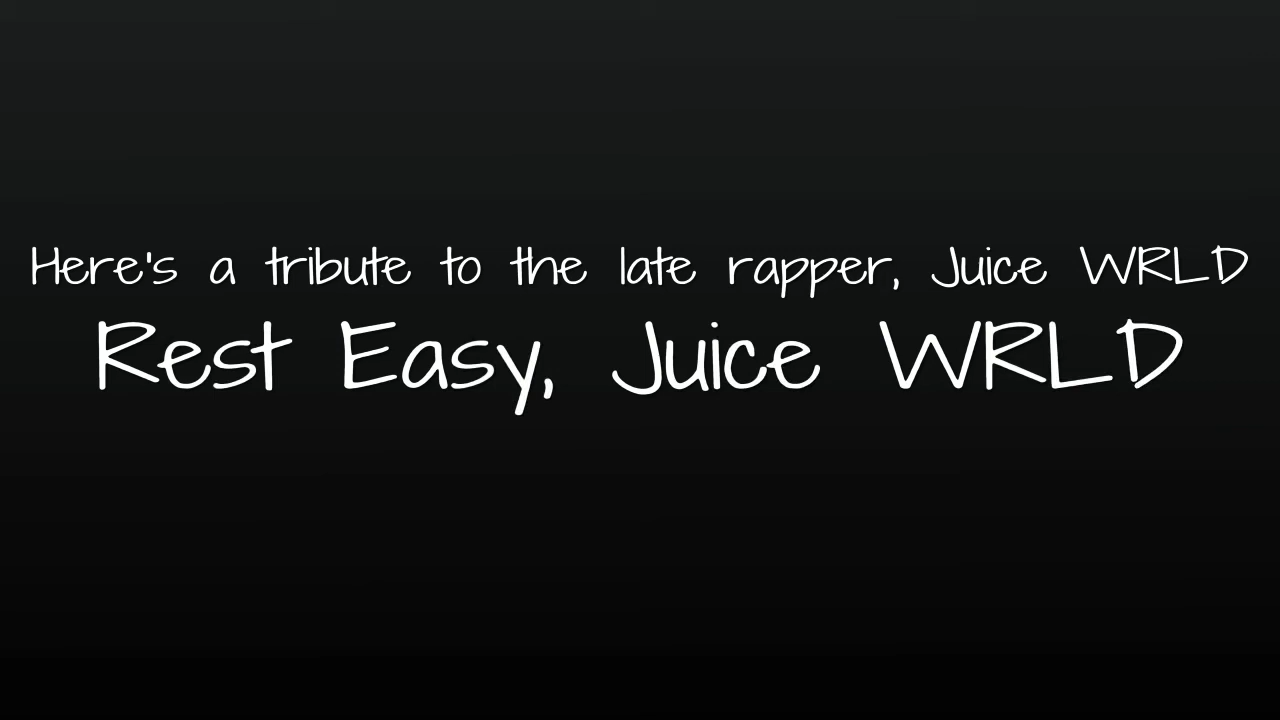 Here's a tribute to the late rapper, Juice WRLD
Rest Easy, Juice WRLD